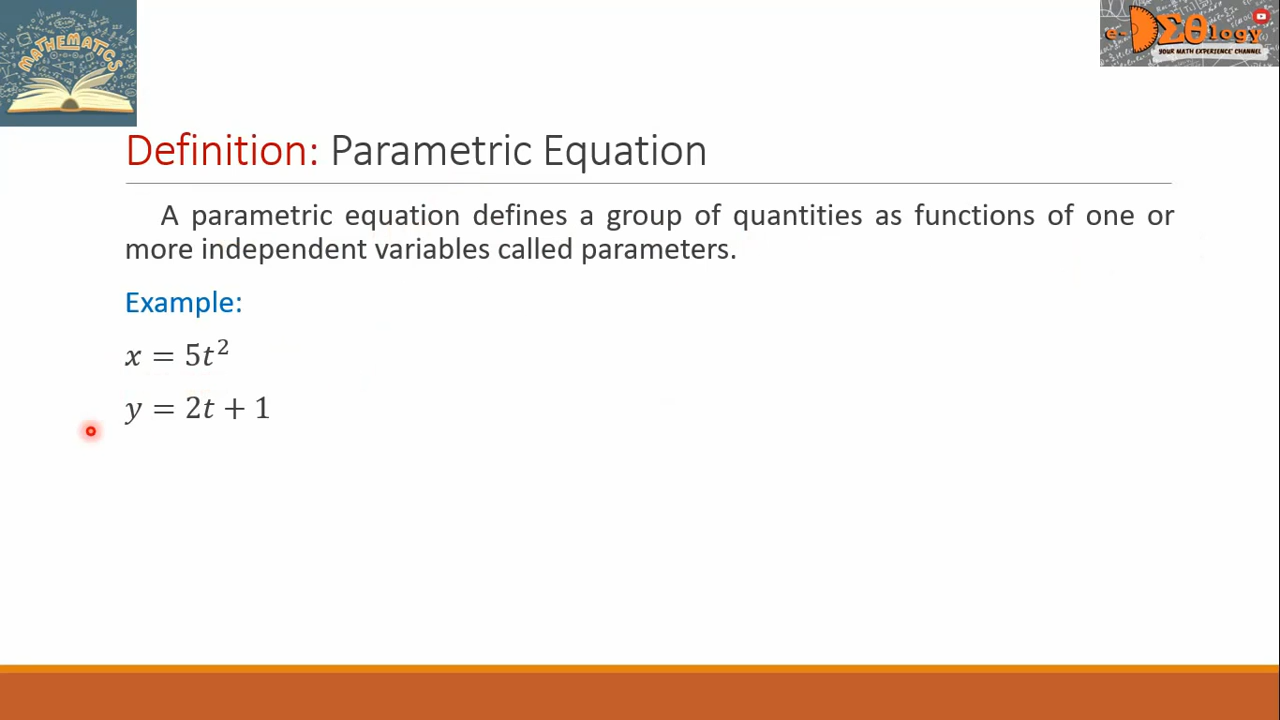 MATHEMATICS
e-DΣθlogy
YOUR MATH EXPERIENCE CHANNEL
Definition: Parametric Equation
A parametric equation defines a group of quantities as functions of one or
more independent variables called parameters.
Example:
x = 5t²
y = 2t + 1